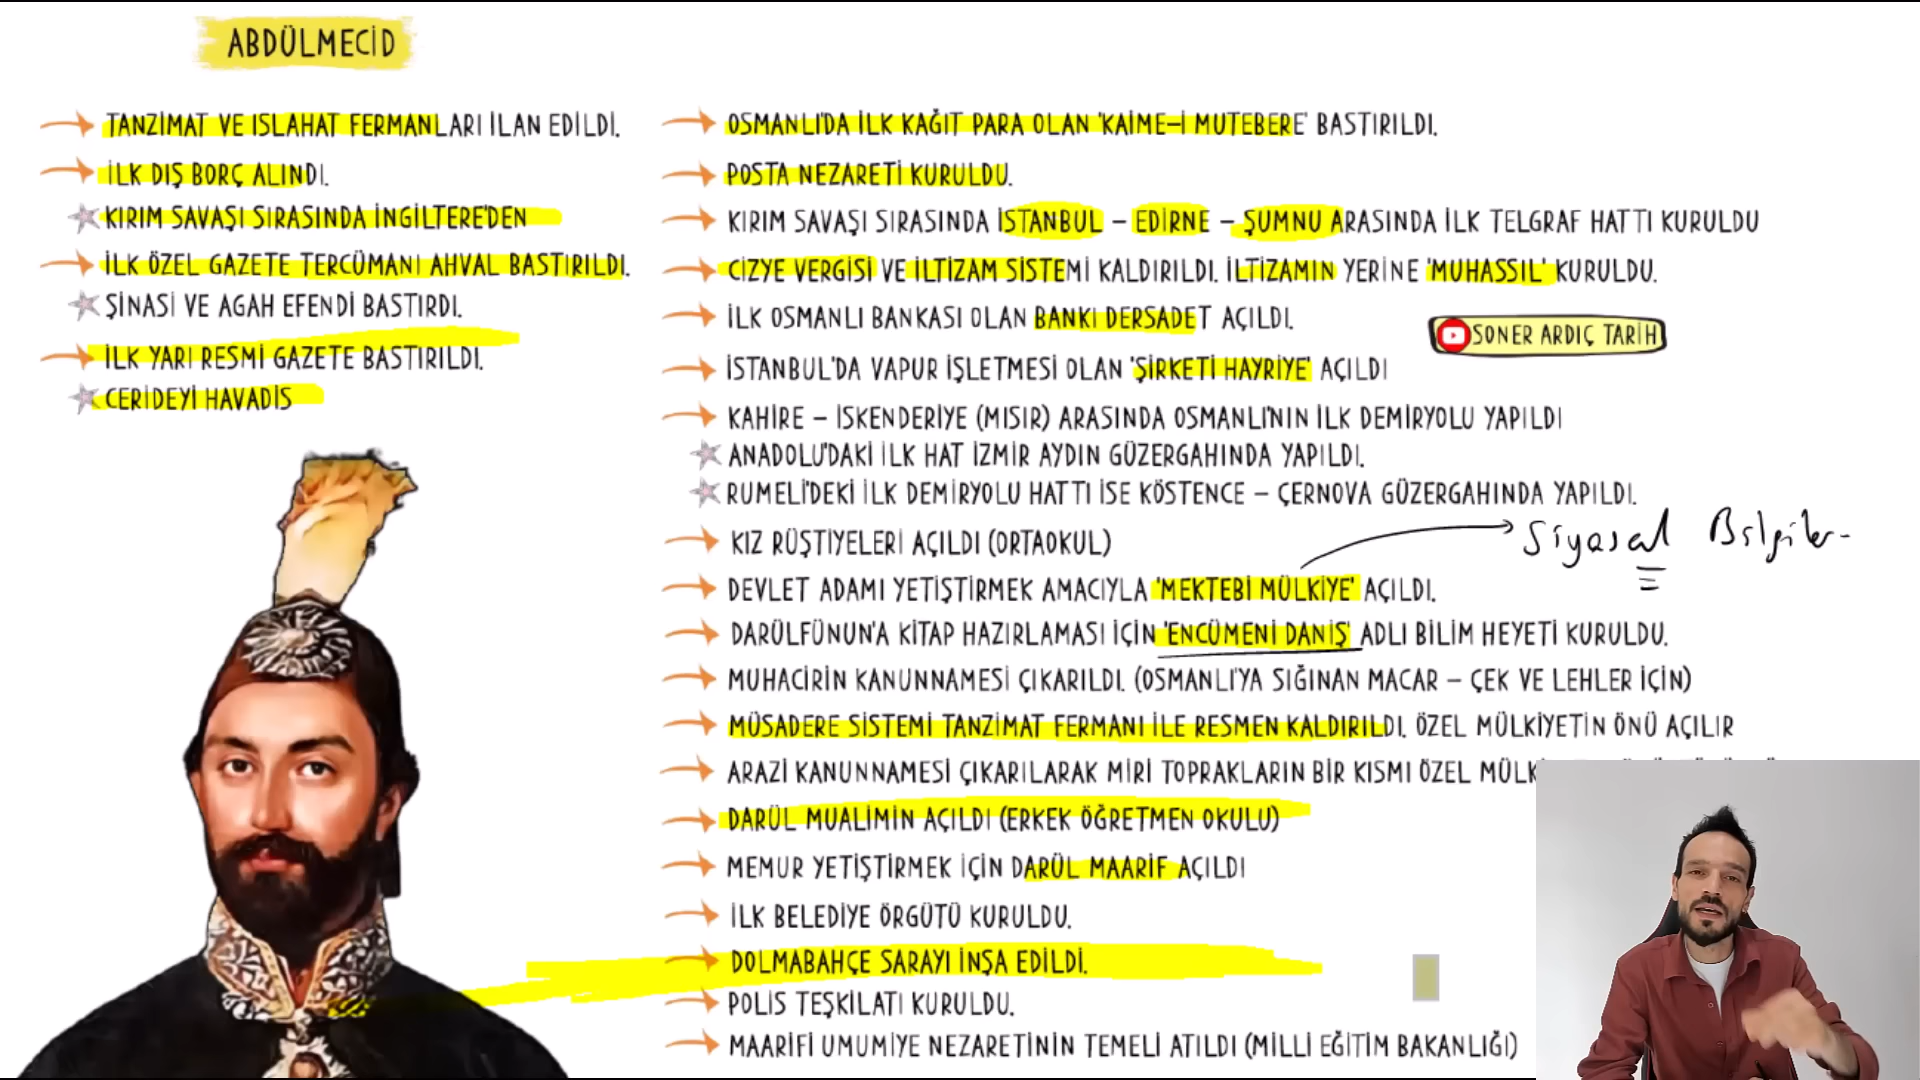 ABDÜLMECİD
TANZİMAT VE ISLAHAT FERMANLARI İLAN EDİLDİ.
İLK DIŞ BORÇ ALINDI.
KIRIM SAVAŞI SIRASINDA İNGİLTERE'DEN
İLK ÖZEL GAZETE TERCÜMANI AHVAL BASTIRILDI.
ŞİNASİ VE AGAH EFENDİ BASTIRDI.
İLK YARI RESMİ GAZETE BASTIRILDI.
CERİDEYİ HAVADİS
OSMANLI'DA İLK KAĞIT PARA OLAN 'KAİME-İ MUTEBERE' BASTIRILDI.
POSTA NEZARETİ KURULDU.
KIRIM SAVAŞI SIRASINDA İSTANBUL – EDİRNE – ŞUMNU ARASINDA İLK TELGRAF HATTI KURULDU
CİZYE VERGİSİ VE İLTİZAM SİSTEMİ KALDIRILDI. İLTİZAMIN YERİNE 'MUHASSIL' KURULDU.
İLK OSMANLI BANKASI OLAN BANKI DERSADET AÇILDI.
SONER ARDIÇ TARİH
İSTANBUL'DA VAPUR İŞLETMESİ OLAN 'ŞİRKETİ HAYRİYE' AÇILDI
KAHİRE – İSKENDERİYE (MISIR) ARASINDA OSMANLI'NIN İLK DEMİRYOLU YAPILDI
ANADOLU'DAKİ İLK HAT İZMİR AYDIN GÜZERGAHINDA YAPILDI.
RUMELİ'DEKİ İLK DEMİRYOLU HATTI İSE KÖSTENCE – ÇERNOVA GÜZERGAHINDA YAPILDI.
Siyasal Bilgiler
KIZ RÜŞTİYELERİ AÇILDI (ORTAOKUL)
DEVLET ADAMI YETİŞTİRMEK AMACIYLA 'MEKTEBİ MÜLKİYE' AÇILDI.
DARÜLFÜNUN'A KİTAP HAZIRLAMASI İÇİN 'ENCÜMENİ DANİŞ' ADLI BİLİM HEYETİ KURULDU.
MUHACİRİN KANUNNAMESİ ÇIKARILDI. (OSMANLI'YA SIĞINAN MACAR – ÇEK VE LEHLER İÇİN)
MÜSADERE SİSTEMİ TANZİMAT FERMANI İLE RESMEN KALDIRILDI. ÖZEL MÜLKİYETİN ÖNÜ AÇILIR
ARAZİ KANUNNAMESİ ÇIKARILARAK MİRİ TOPRAKLARIN BİR KISMI ÖZEL
DARÜL MUALİMİN AÇILDI (ERKEK ÖĞRETMEN OKULU)
MEMUR YETİŞTİRMEK İÇİN DARÜL MAARİF AÇILDI
İLK BELEDİYE ÖRGÜTÜ KURULDU.
DOLMABAHÇE SARAYI İNŞA EDİLDİ.
POLİS TEŞKİLATI KURULDU.
MAARİFİ UMUMİYE NEZARETİNİN TEMELİ ATILDI (MİLLİ EĞİTİM BAKANLIĞI)